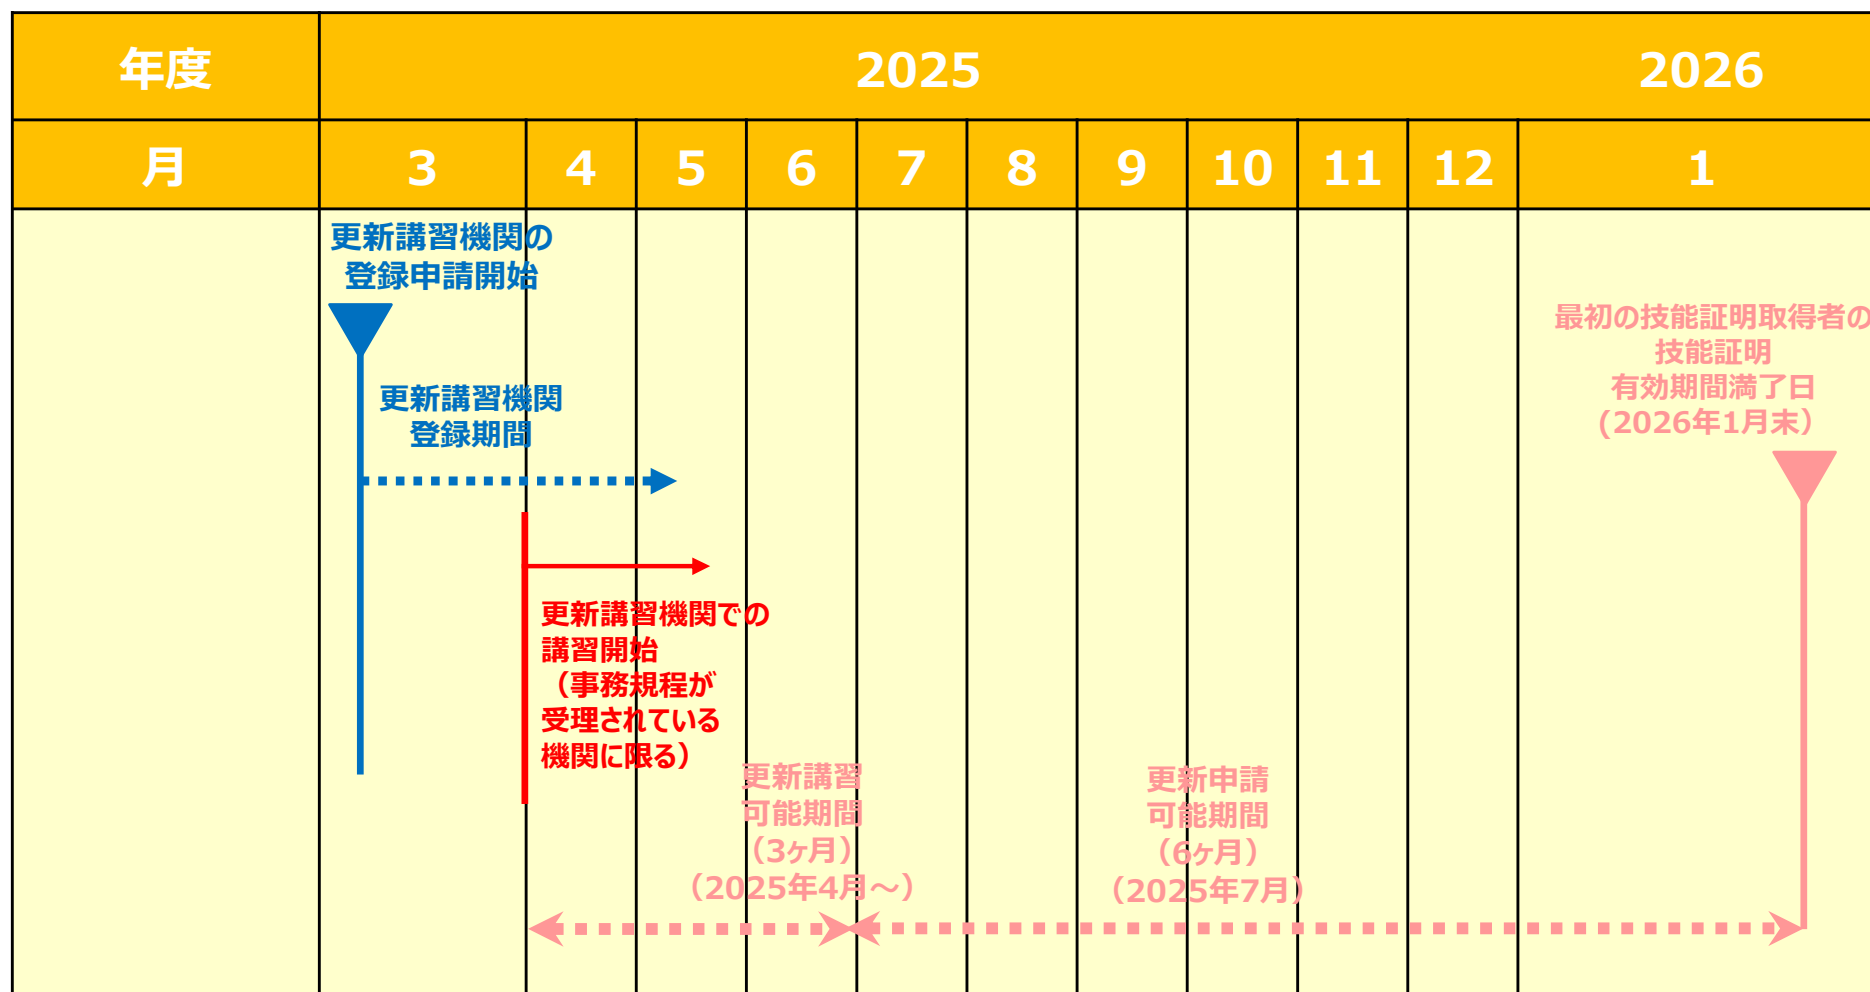 年度 2025 2026
月 3 4 5 6 7 8 9 10 11 12 1
更新講習機関の
登録申請開始
更新講習機関
登録期間
更新講習機関での
講習開始
（事務規程が
受理されている
機関に限る）
更新講習
可能期間
（3ヶ月）
（2025年4月～）
更新申請
可能期間
（6ヶ月）
（2025年7月）
最初の技能証明取得者の
技能証明
有効期間満了日
(2026年1月末）